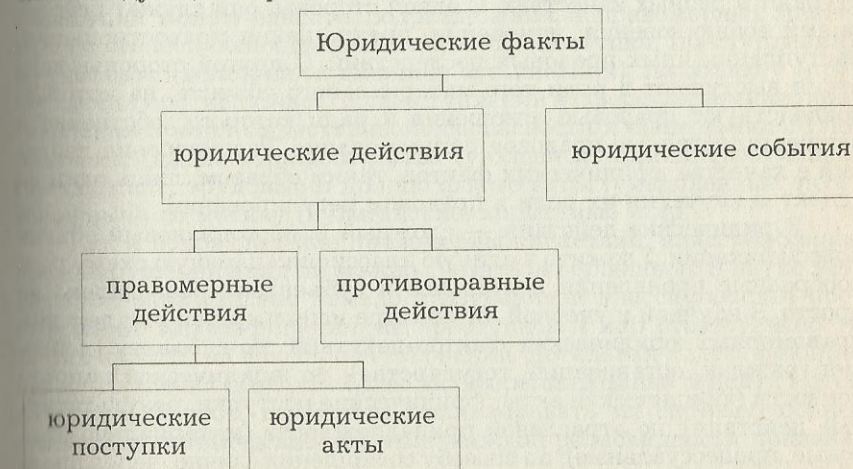 Юридические факты
юридические действия
юридические события
правомерные
действия
противоправные
действия
юридические
поступки
юридические
акты